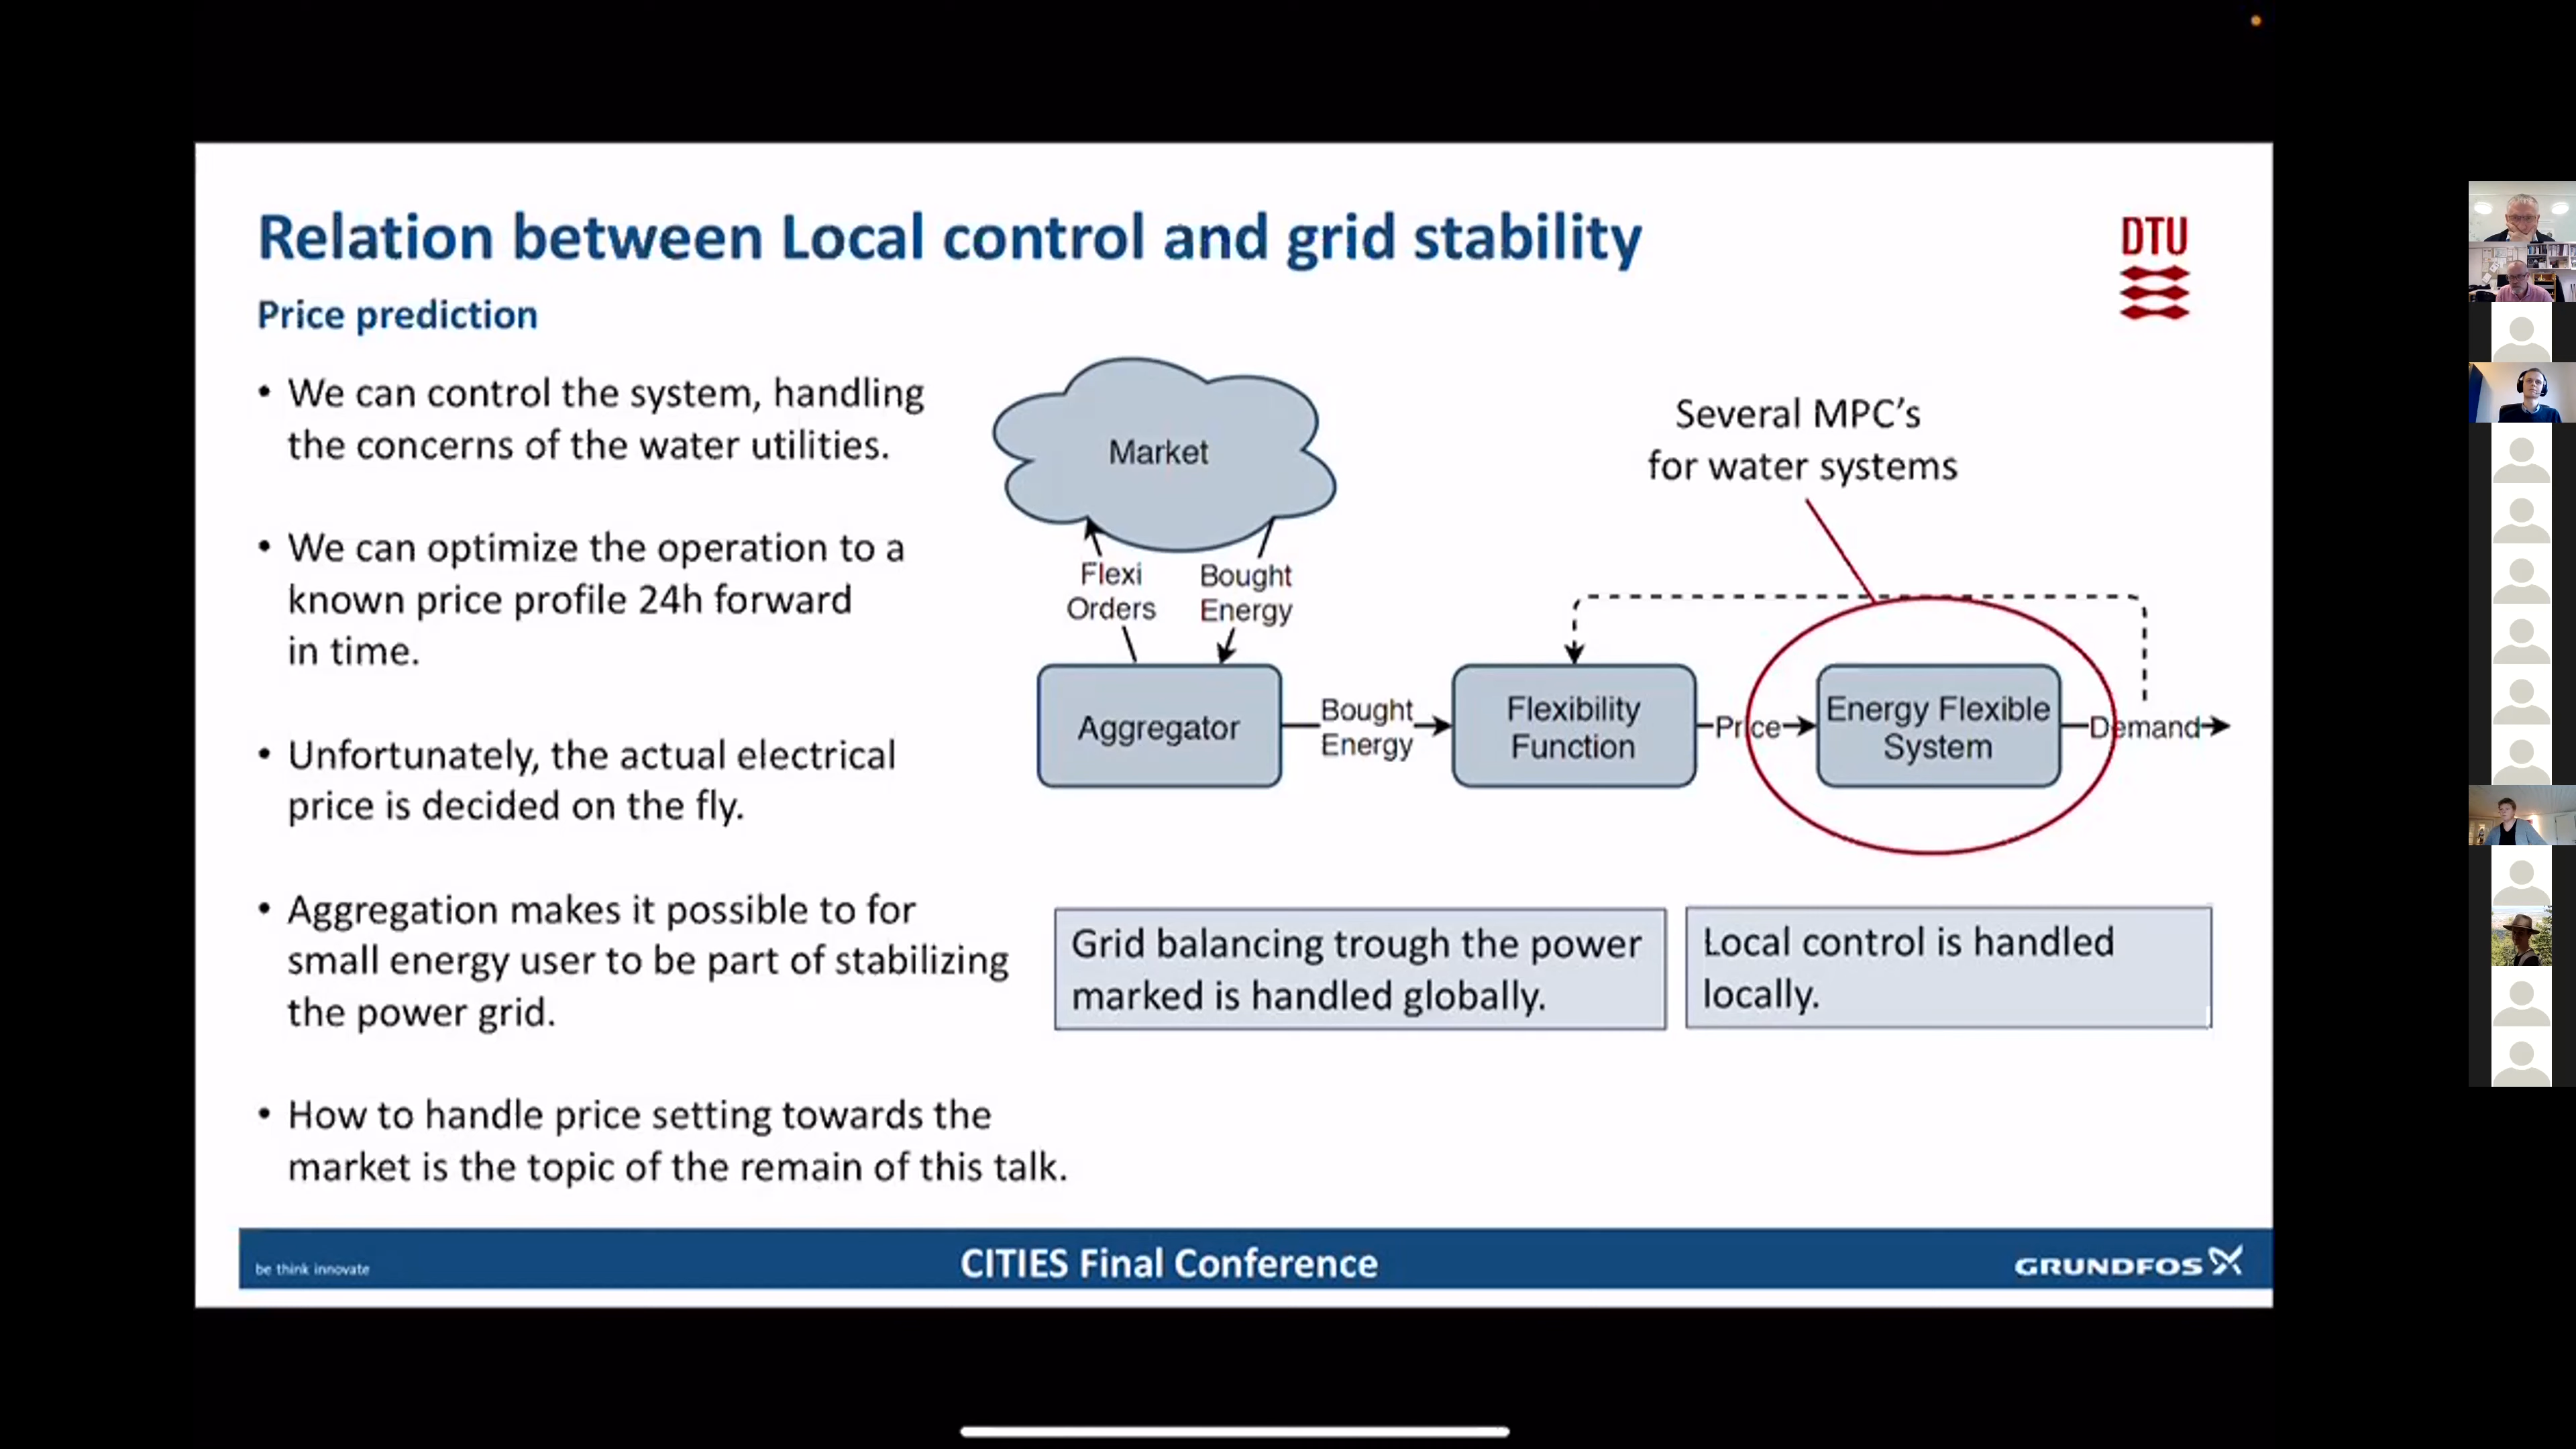 Relation between Local control and grid stability
DTU
Price prediction
• We can control the system, handling
the concerns of the water utilities.
• We can optimize the operation to a
known price profile 24h forward
in time.
• Unfortunately, the actual electrical
price is decided on the fly.
• Aggregation makes it possible to for
small energy user to be part of stabilizing
the power grid.
• How to handle price setting towards the
market is the topic of the remain of this talk.
Market
Flexi
Orders
Bought
Energy
Aggregator
Bought
Energy
Flexibility
Function
Price
Energy Flexible
System
Demand
Several MPC's
for water systems
Grid balancing trough the power
marked is handled globally.
Local control is handled
locally.
be think innovate
CITIES Final Conference
GRUNDFOS